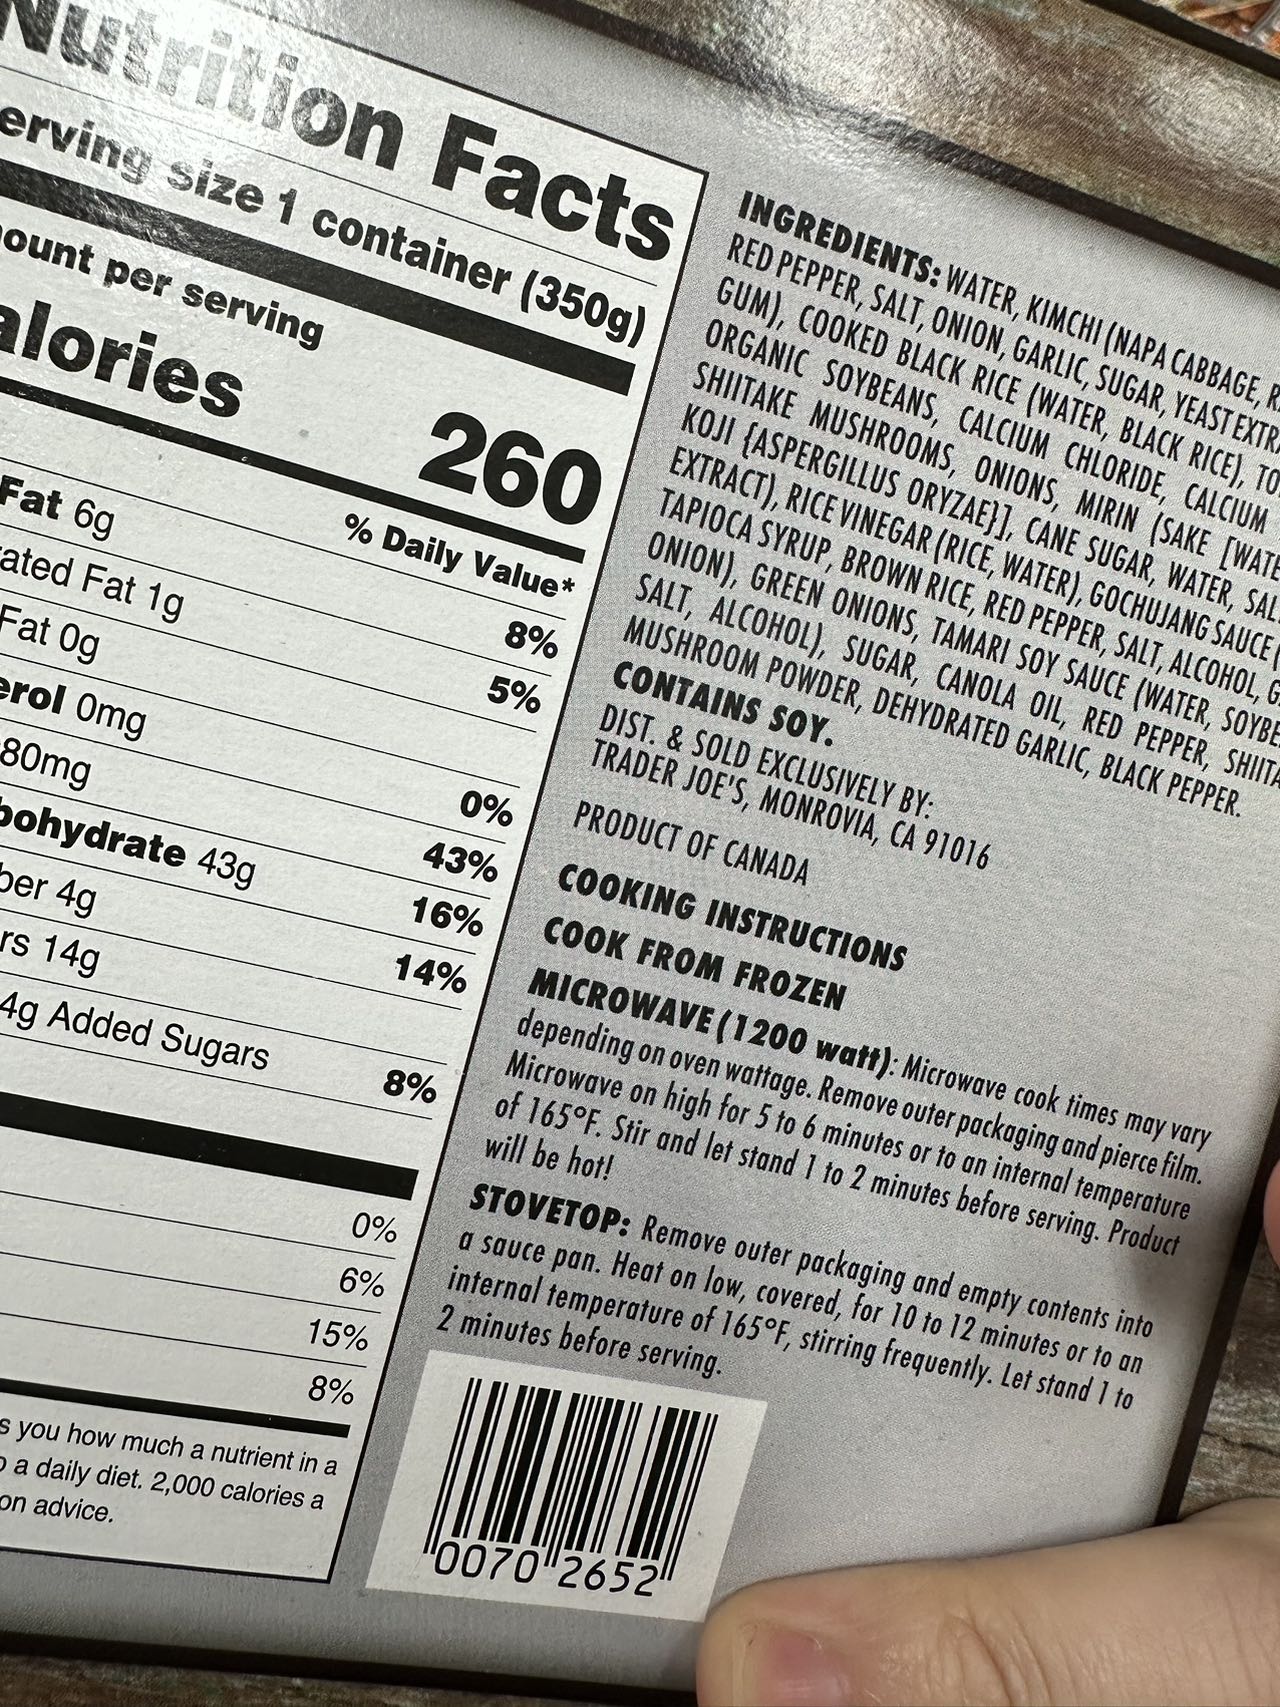 Nutrition Facts
erving size 1 container (350g)
ount per serving
alories 260
% Daily Value*
Fat 6g 8%
ated Fat 1g 5%
Fat 0g
erol 0mg 0%
80mg 43%
bohydrate 43g 16%
ber 4g 14%
rs 14g
4g Added Sugars 8%
0%
6%
15%
8%
s you how much a nutrient in a
o a daily diet. 2,000 calories a
on advice.
INGREDIENTS: WATER, KIMCHI (NAPA CABBAGE, R
RED PEPPER, SALT, ONION, GARLIC, SUGAR, YEAST EXTR
GUM), COOKED BLACK RICE (WATER, BLACK RICE), TO
ORGANIC SOYBEANS, CALCIUM CHLORIDE, CALCIUM
SHIITAKE MUSHROOMS, ONIONS, MIRIN (SAKE [WATE
KOJI {ASPERGILLUS ORYZAE}], CANE SUGAR, WATER, SAL
EXTRACT), RICE VINEGAR (RICE, WATER), GOCHUJANG SAUCE (
TAPIOCA SYRUP, BROWN RICE, RED PEPPER, SALT, ALCOHOL, G
ONION), GREEN ONIONS, TAMARI SOY SAUCE (WATER, SOYBE
SALT, ALCOHOL), SUGAR, CANOLA OIL, RED PEPPER, SHIITA
MUSHROOM POWDER, DEHYDRATED GARLIC, BLACK PEPPER.
CONTAINS SOY.
DIST. & SOLD EXCLUSIVELY BY:
TRADER JOE'S, MONROVIA, CA 91016
PRODUCT OF CANADA
COOKING INSTRUCTIONS
COOK FROM FROZEN
MICROWAVE (1200 watt): Microwave cook times may vary
depending on oven wattage. Remove outer packaging and pierce film.
Microwave on high for 5 to 6 minutes or to an internal temperature
of 165°F. Stir and let stand 1 to 2 minutes before serving. Product
will be hot!
STOVETOP: Remove outer packaging and empty contents into
a sauce pan. Heat on low, covered, for 10 to 12 minutes or to an
internal temperature of 165°F, stirring frequently. Let stand 1 to
2 minutes before serving.
0070 2652